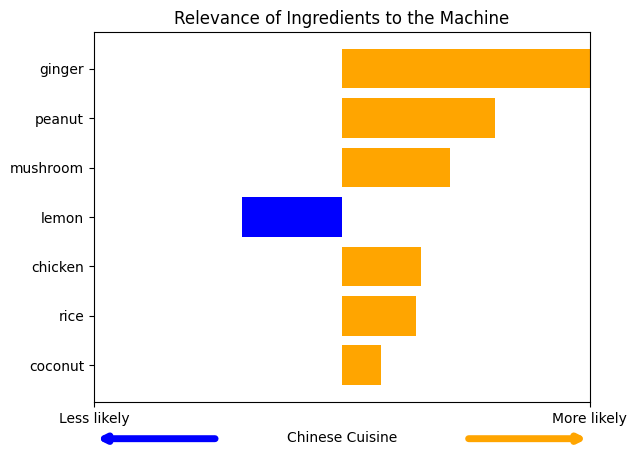 Relevance of Ingredients to the Machine
ginger
peanut
mushroom
lemon
chicken
rice
coconut
Less likely
More likely
Chinese Cuisine